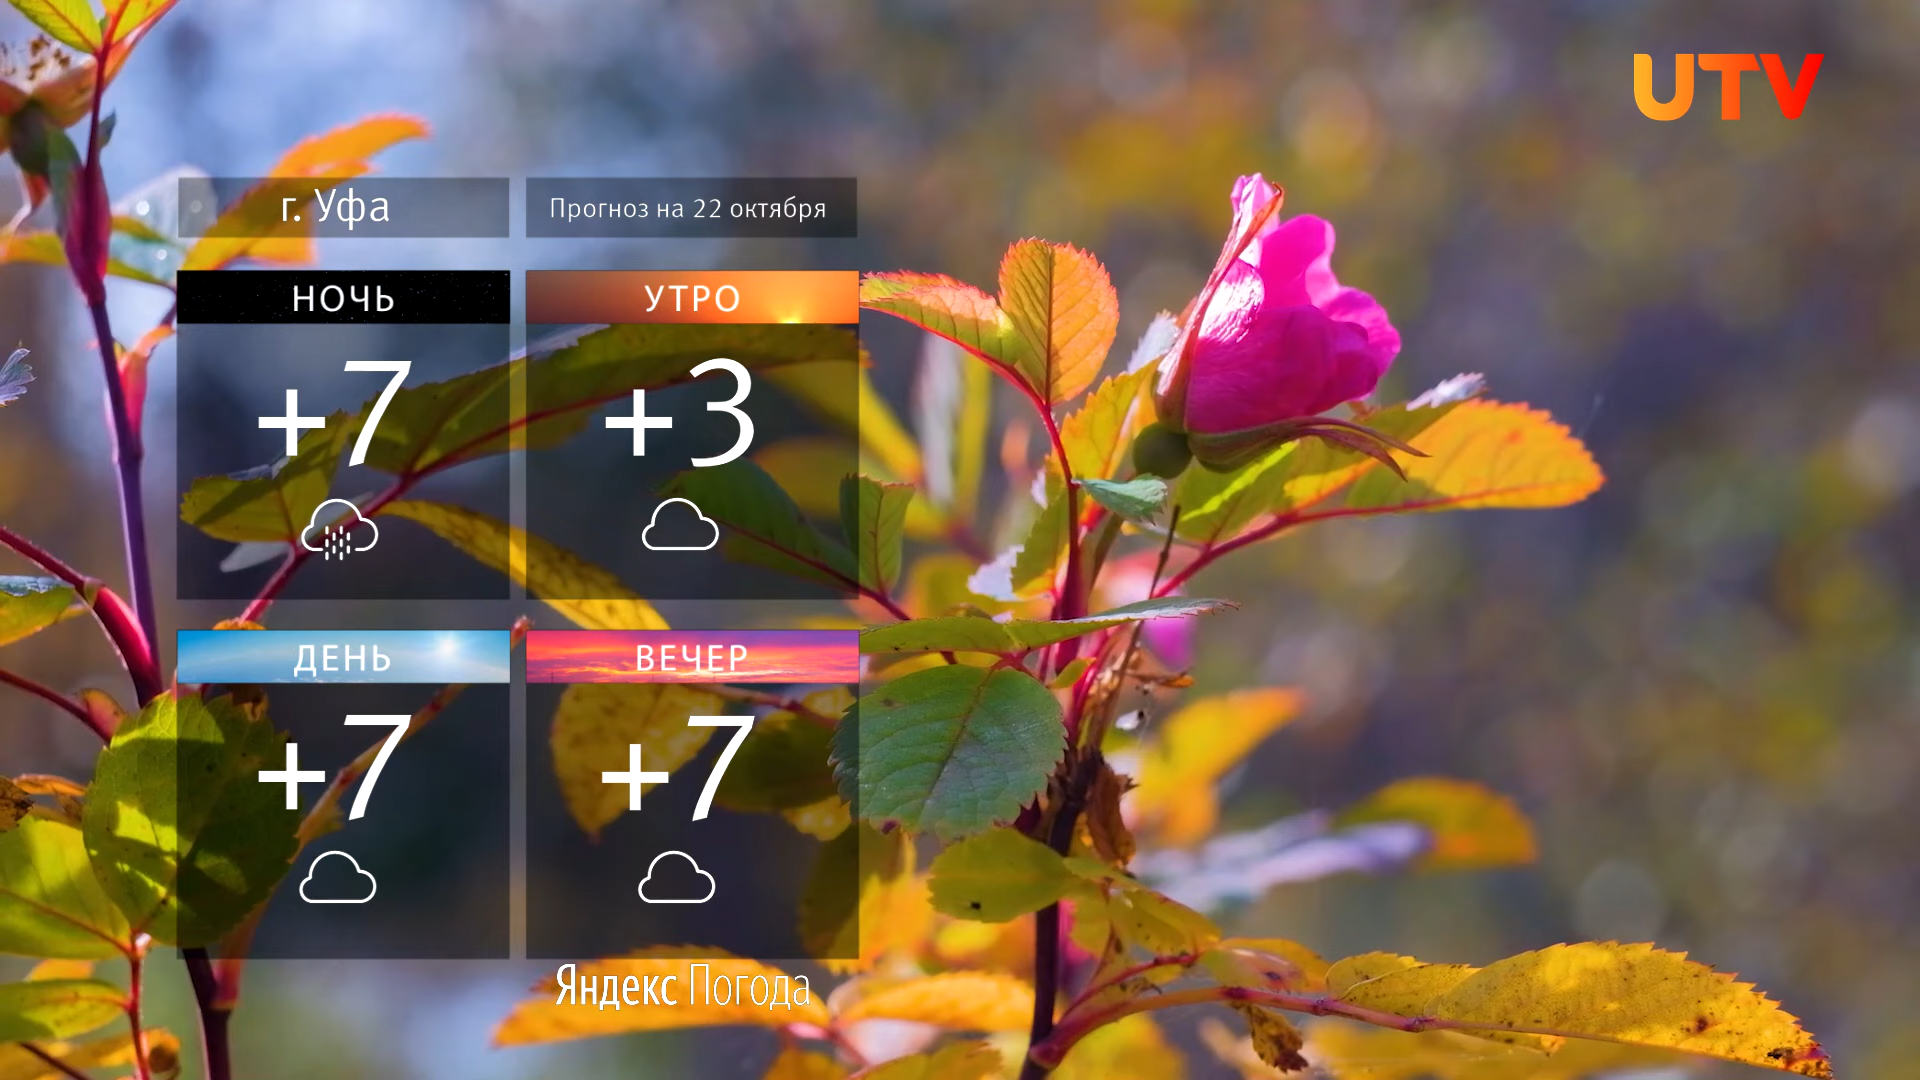 UTV
г. Уфа
Прогноз на 22 октября
НОЧЬ
+7
УТРО
+3
ДЕНЬ
+7
ВЕЧЕР
+7
Яндекс Погода